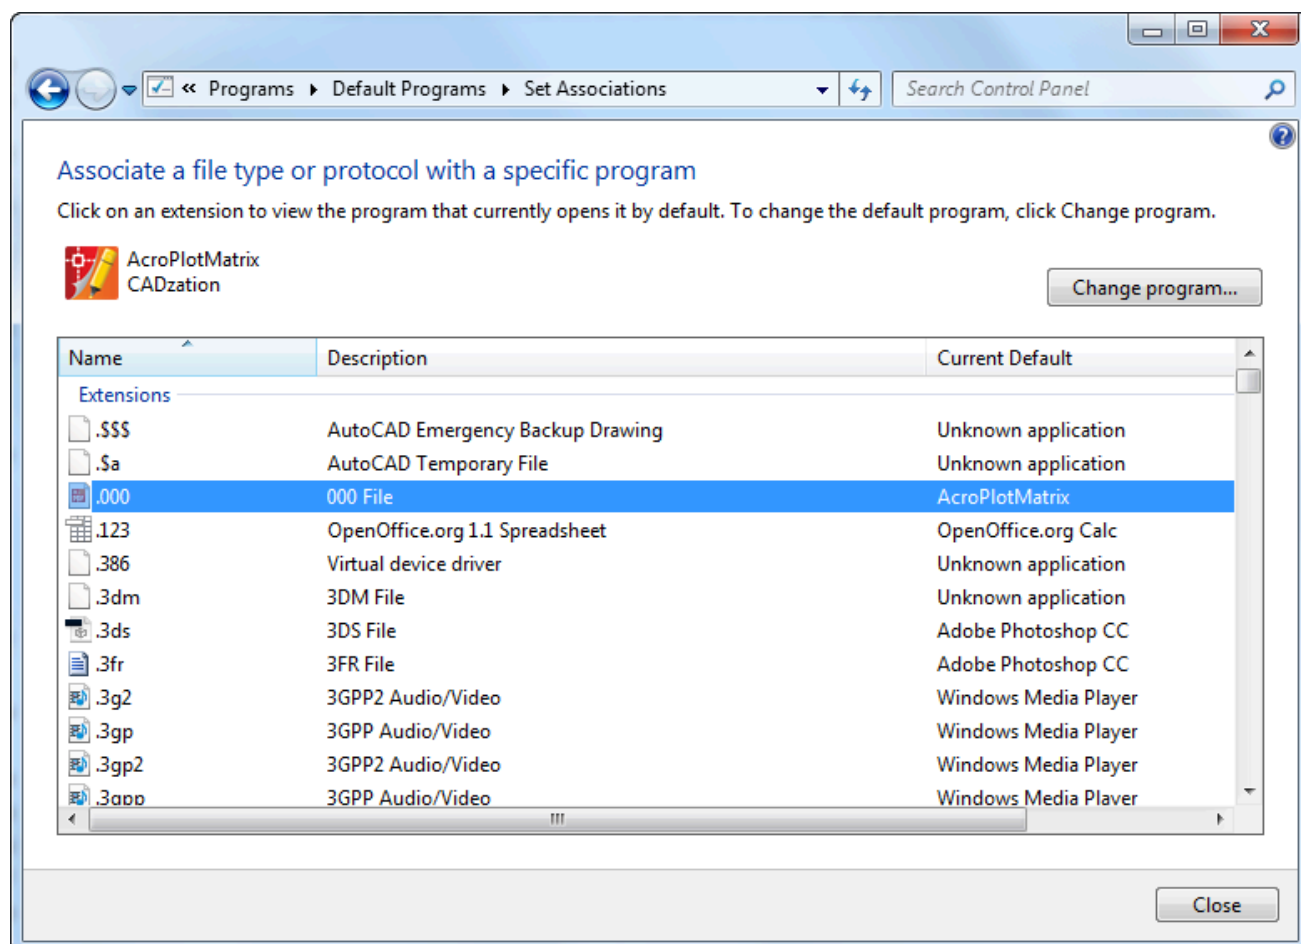 « Programs ▸ Default Programs ▸ Set Associations
Search Control Panel
Associate a file type or protocol with a specific program
Click on an extension to view the program that currently opens it by default. To change the default program, click Change program.
AcroPlotMatrix
CADzation
Change program...
Name Description Current Default
Extensions
.$$$ AutoCAD Emergency Backup Drawing Unknown application
.$a AutoCAD Temporary File Unknown application
.000 000 File AcroPlotMatrix
.123 OpenOffice.org 1.1 Spreadsheet OpenOffice.org Calc
.386 Virtual device driver Unknown application
.3dm 3DM File Unknown application
.3ds 3DS File Adobe Photoshop CC
.3fr 3FR File Adobe Photoshop CC
.3g2 3GPP2 Audio/Video Windows Media Player
.3gp 3GPP Audio/Video Windows Media Player
.3gp2 3GPP2 Audio/Video Windows Media Player
.3gpp 3GPP Audio/Video Windows Media Player
Close